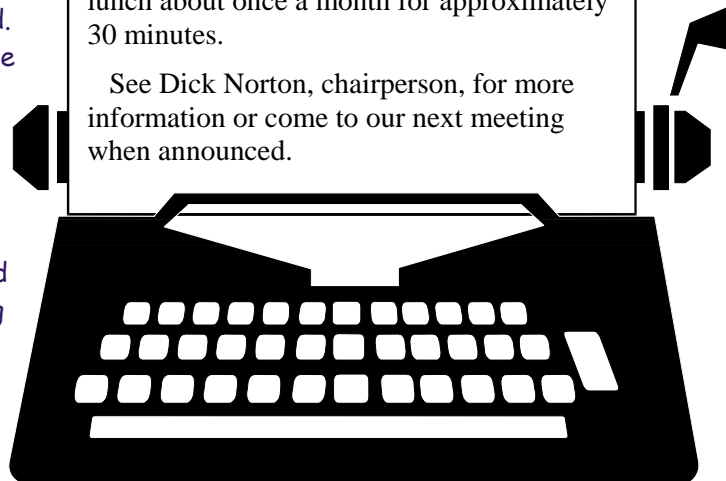 lunch about once a month for approximately
30 minutes.
See Dick Norton, chairperson, for more
information or come to our next meeting
when announced.